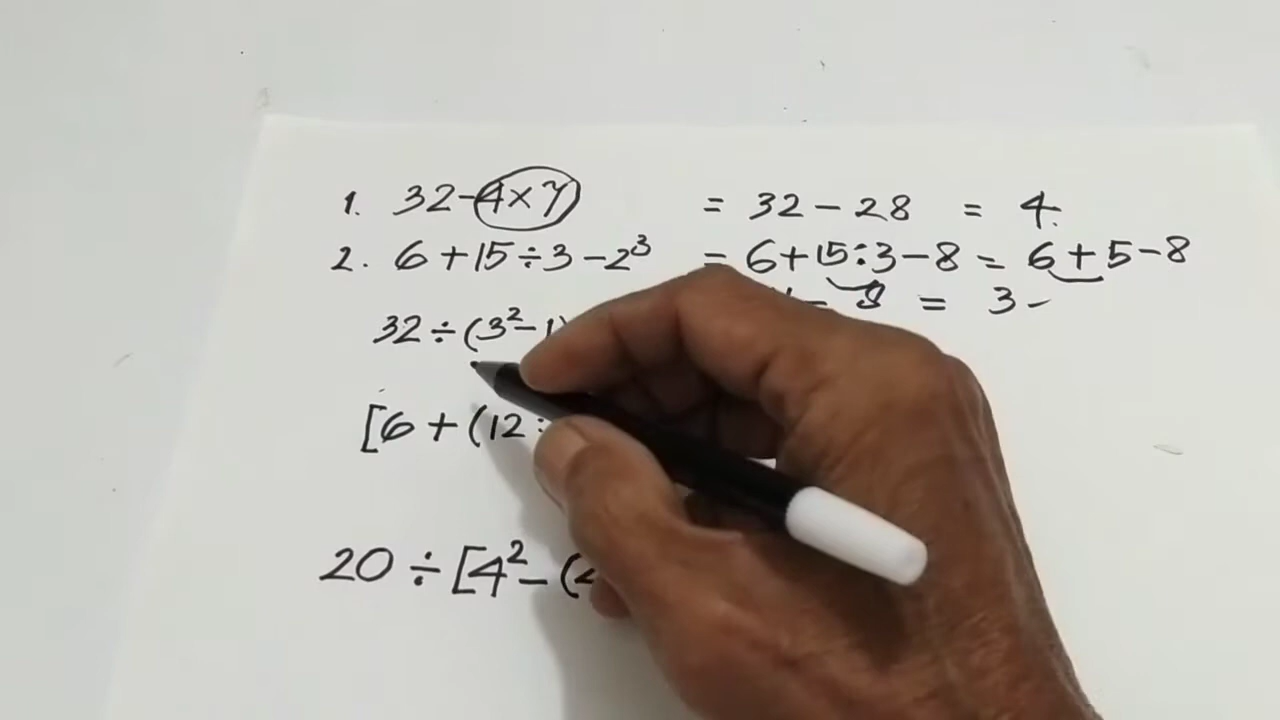 1. 32-4×7 = 32-28 = 4.
2. 6+15÷3-2³ = 6+15:3-8 = 6+5-8
- 8 = 3-
32÷(3²-1)
[6+(12
20÷[4²-(